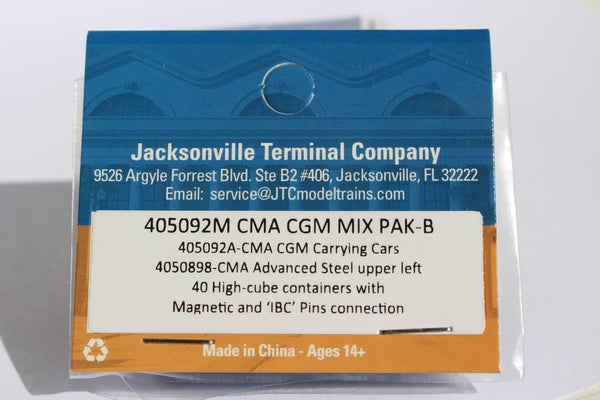 Jacksonville Terminal Company
9526 Argyle Forrest Blvd. Ste B2 #406, Jacksonville, FL 32222
Email: service@JTCmodeltrains.com
405092M CMA CGM MIX PAK-B
405092A-CMA CGM Carrying Cars
4050898-CMA Advanced Steel upper left
40 High-cube containers with
Magnetic and 'IBC' Pins connection
Made in China - Ages 14+